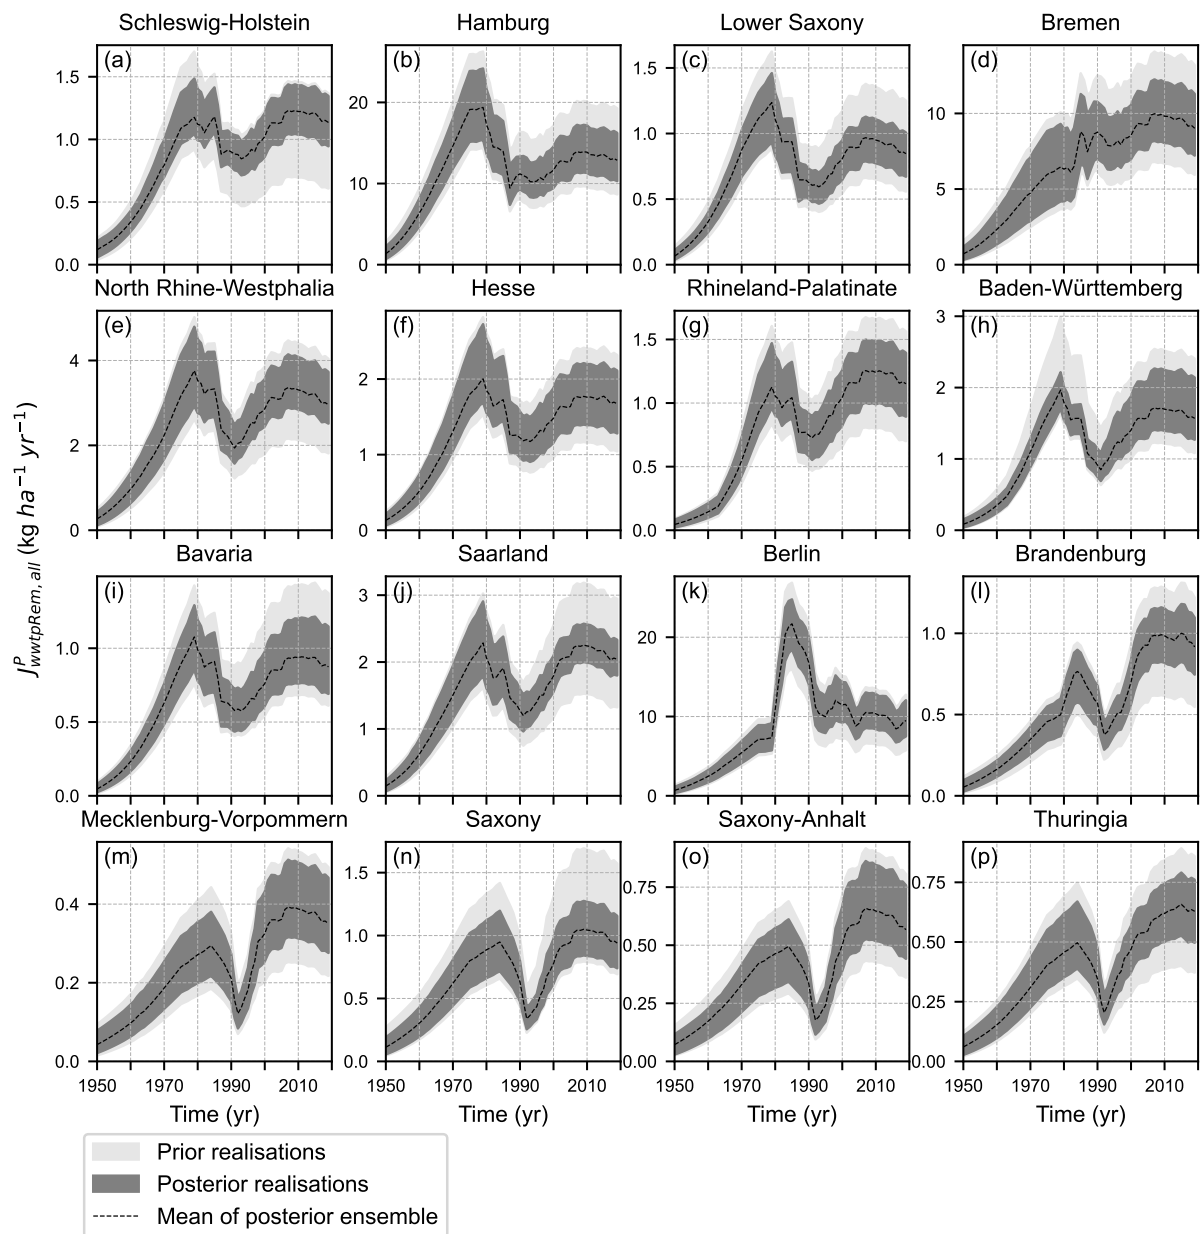 Schleswig-Holstein Hamburg Lower Saxony Bremen
(a) (b) (c) (d)
1.5 20 1.5 10
1.0 1.0
10 5
0.5 0.5
0.0 0 0.0 0
North Rhine-Westphalia Hesse Rhineland-Palatinate Baden-Württemberg
(e) (f) (g) (h)
3
4 2 1.5 2
1.0
2 1 1
0.5
0 0 0.0 0
J^P_{wwtpRem, all} (kg ha⁻¹ yr⁻¹)
Bavaria Saarland Berlin Brandenburg
(i) (j) (k) (l)
3
1.0 2 20 1.0
0.5 1 10 0.5
0.0 0 0 0.0
Mecklenburg-Vorpommern Saxony Saxony-Anhalt Thuringia
(m) (n) (o) (p)
0.4 1.5 0.75 0.75
1.0 0.50 0.50
0.2 0.5 0.25 0.25
0.0 0.0 0.00 0.00
1950 1970 1990 2010 1950 1970 1990 2010 1950 1970 1990 2010 1950 1970 1990 2010
Time (yr) Time (yr) Time (yr) Time (yr)
Prior realisations
Posterior realisations
Mean of posterior ensemble